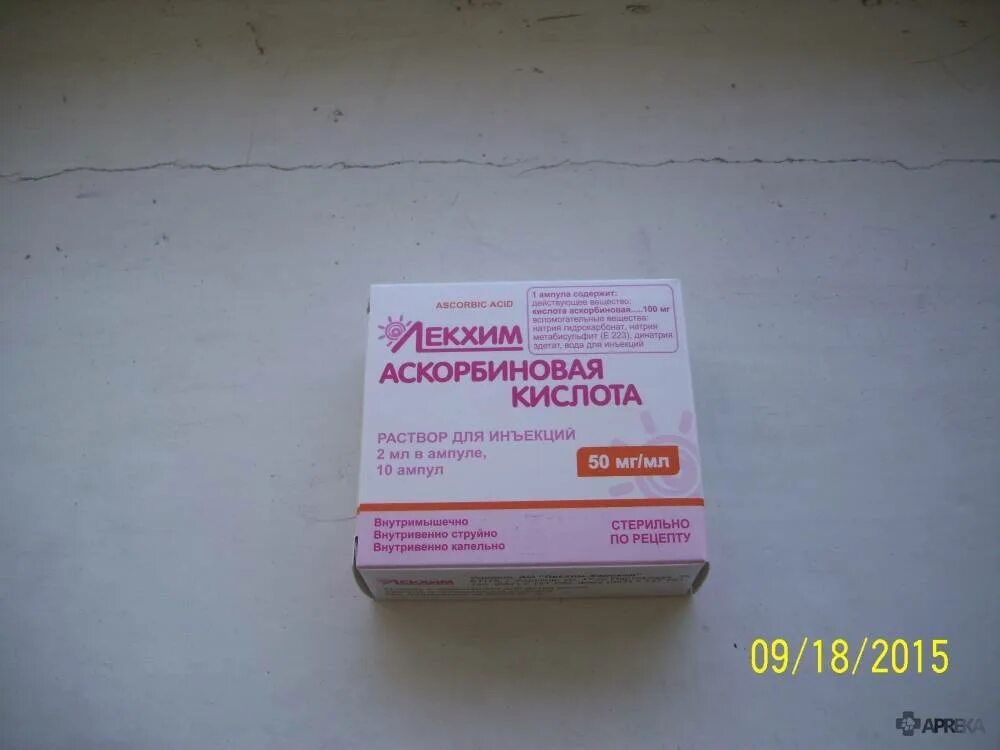 ASCORBIC ACID
ЛЕКХИМ
1 ампула содержит:
действующее вещество:
кислота аскорбиновая.....100 мг
вспомогательные вещества:
натрия гидрокарбонат, натрия
метабисульфит (Е 223), динатрия
эдетат, вода для инъекций
АСКОРБИНОВАЯ
КИСЛОТА
РАСТВОР ДЛЯ ИНЪЕКЦИЙ
2 мл в ампуле,
10 ампул
50 мг/мл
Внутримышечно
Внутривенно струйно
Внутривенно капельно
СТЕРИЛЬНО
ПО РЕЦЕПТУ
ЛЕКХИМ
09/18/2015
APREKA